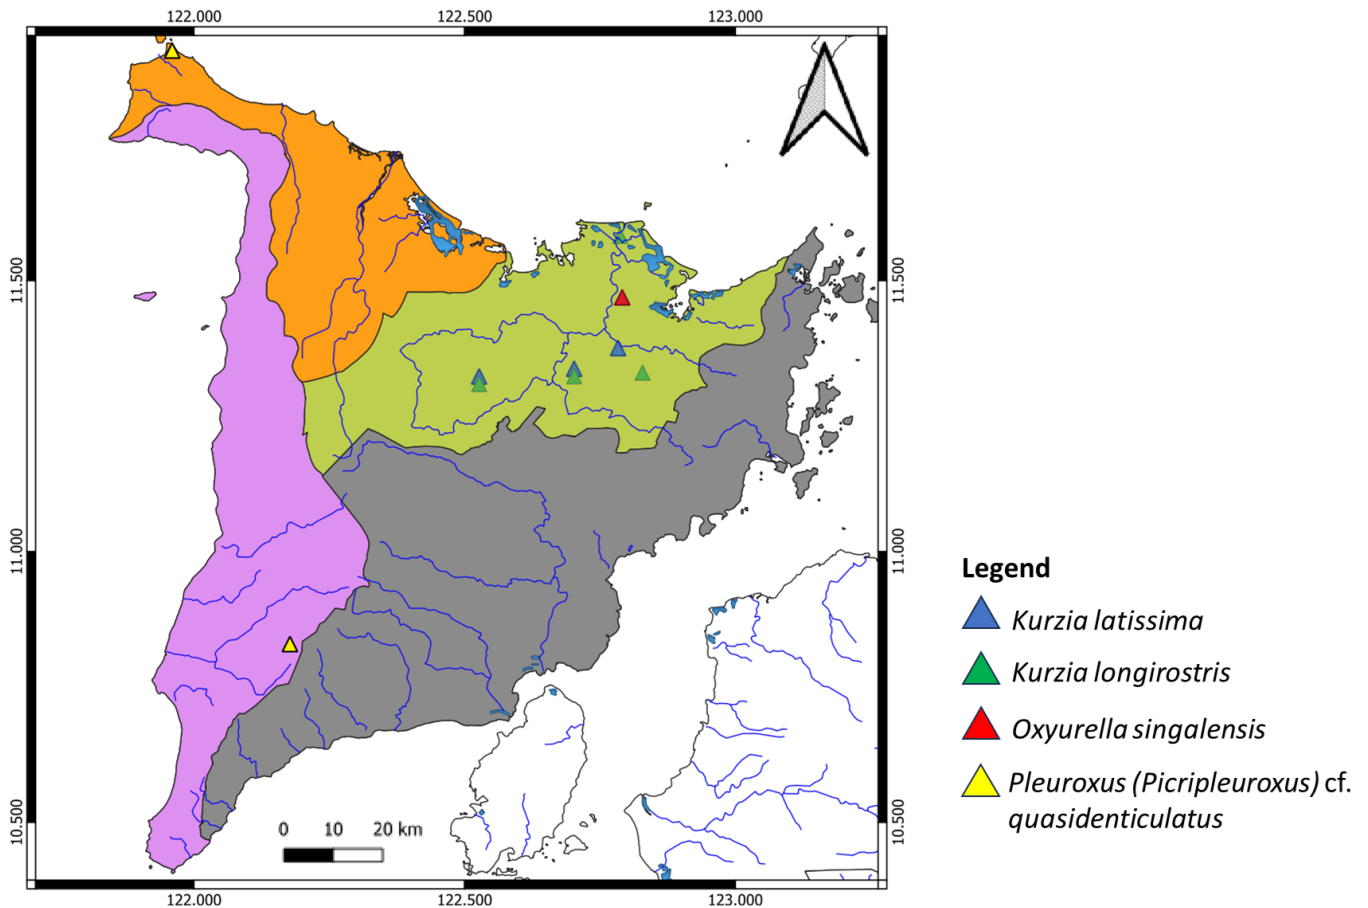 122.000 122.500 123.000
11.500 11.500
11.000 11.000
10.500 10.500
0 10 20 km
122.000 122.500 123.000
Legend
Kurzia latissima
Kurzia longirostris
Oxyurella singalensis
Pleuroxus (Picripleuroxus) cf.
quasidenticulatus